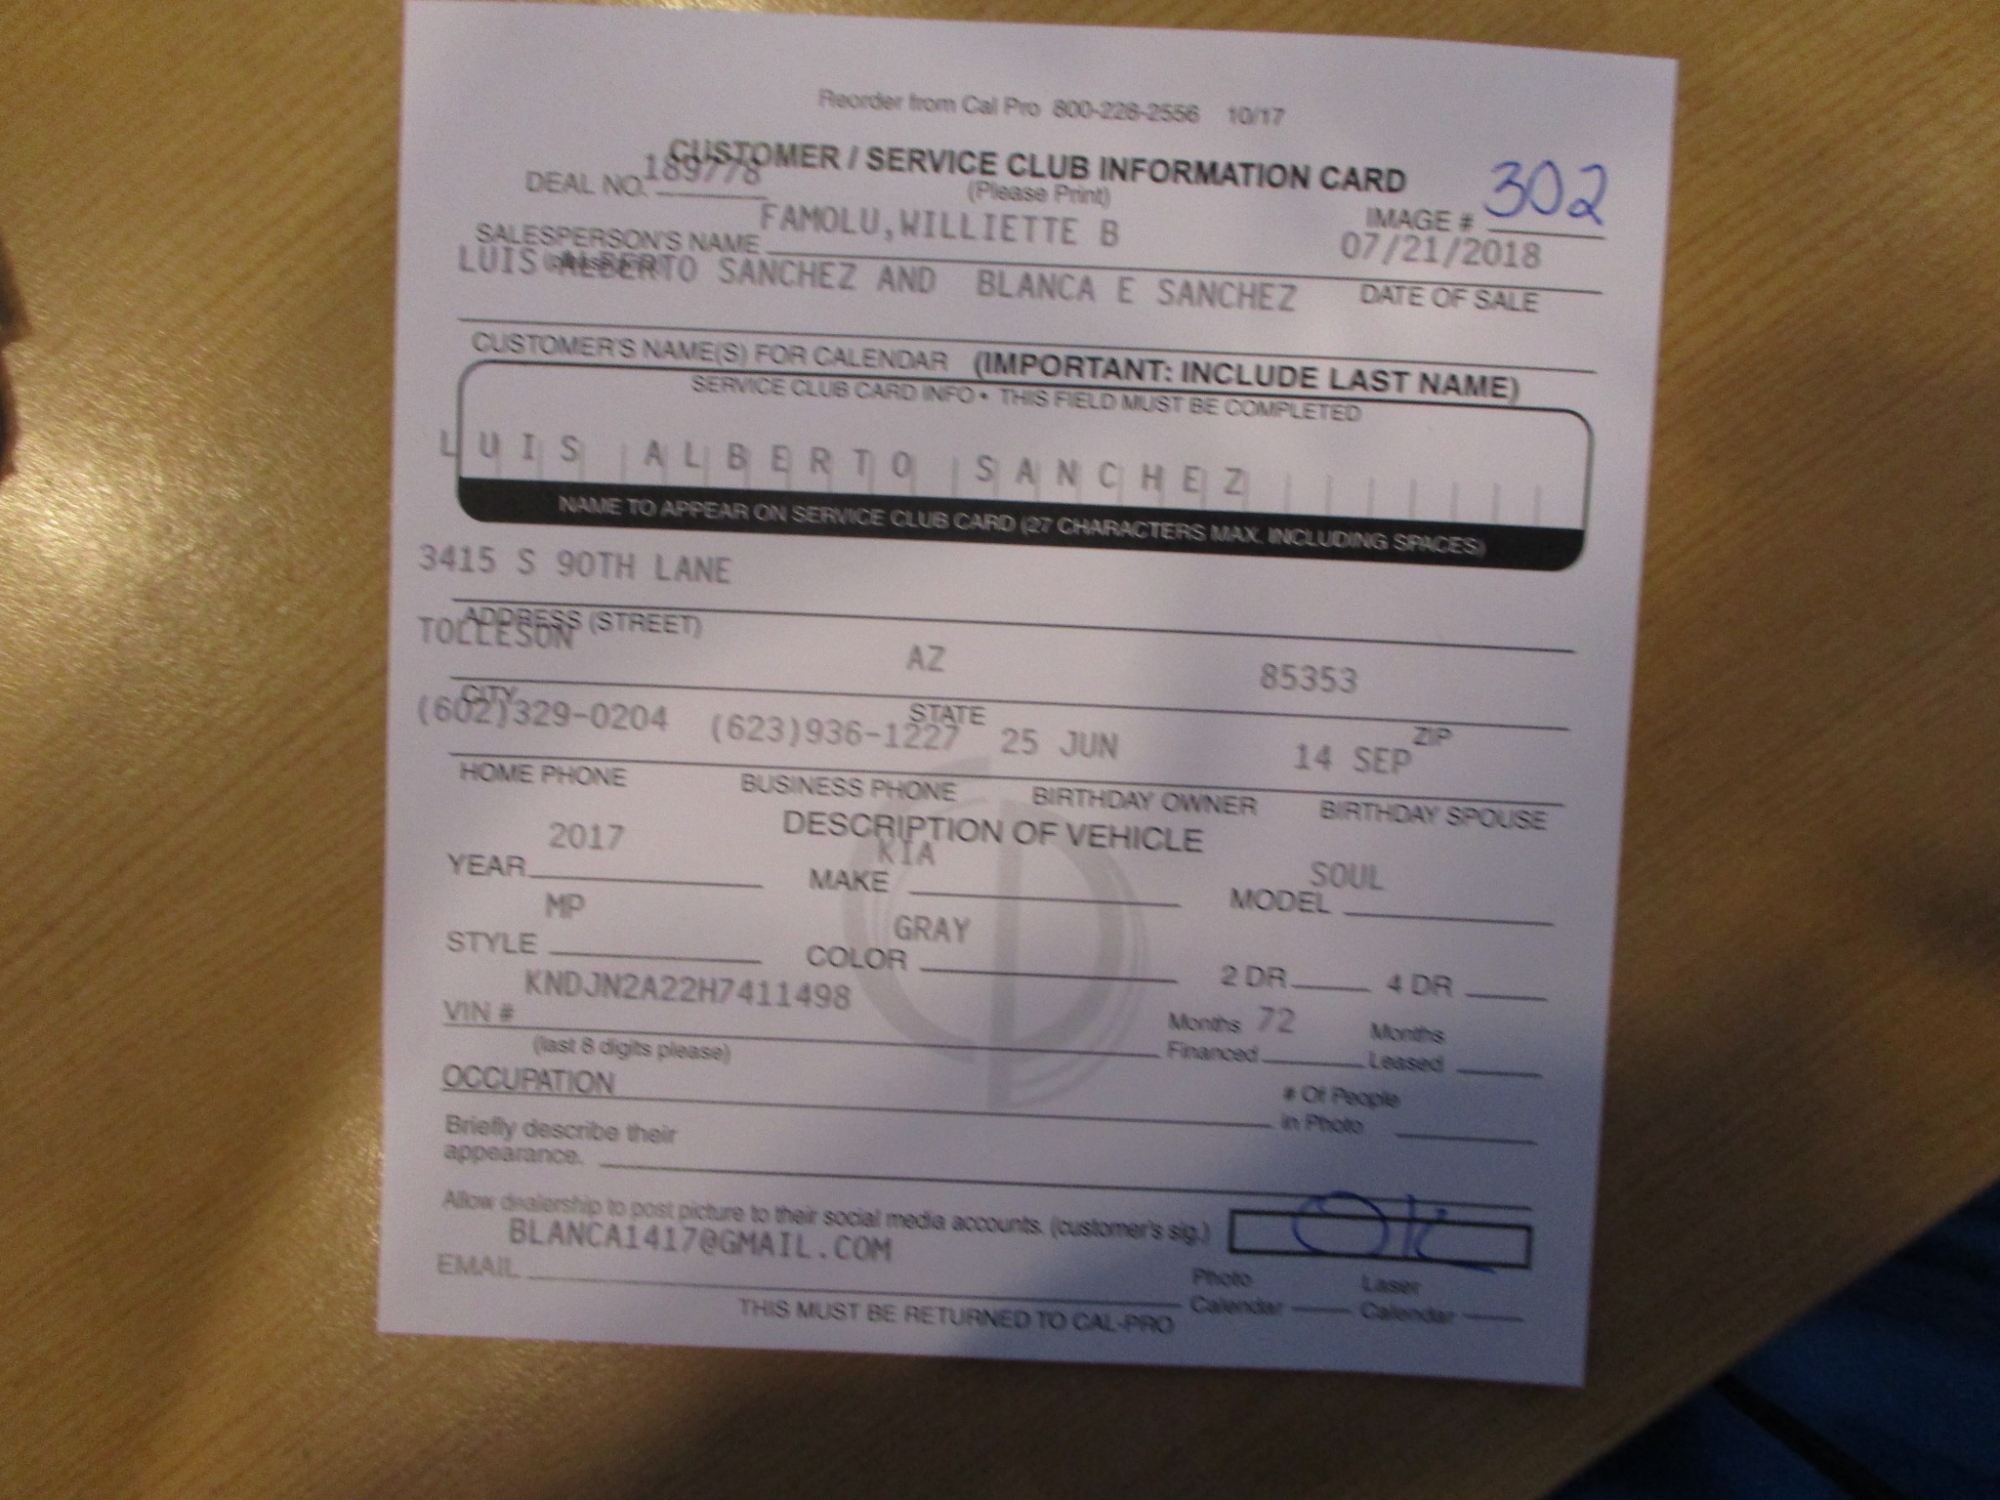 Reorder from Cal Pro 800-228-2556 10/17
CUSTOMER / SERVICE CLUB INFORMATION CARD
(Please Print)
DEAL NO. 189778
IMAGE # 302
SALESPERSON'S NAME FAMOLU,WILLIETTE B
07/21/2018
DATE OF SALE
LUIS ALBERTO SANCHEZ AND BLANCA E SANCHEZ
CUSTOMER'S NAME(S) FOR CALENDAR (IMPORTANT: INCLUDE LAST NAME)
SERVICE CLUB CARD INFO • THIS FIELD MUST BE COMPLETED
LUIS ALBERTO SANCHEZ
NAME TO APPEAR ON SERVICE CLUB CARD (27 CHARACTERS MAX. INCLUDING SPACES)
3415 S 90TH LANE
ADDRESS (STREET)
TOLLESON AZ 85353
CITY STATE ZIP
(602)329-0204 (623)936-1227 25 JUN 14 SEP
HOME PHONE BUSINESS PHONE BIRTHDAY OWNER BIRTHDAY SPOUSE
DESCRIPTION OF VEHICLE
YEAR 2017 MAKE KIA MODEL SOUL
STYLE MP COLOR GRAY 2 DR 4 DR
VIN # KNDJN2A22H7411498
(last 8 digits please)
Months Financed 72 Months Leased
OCCUPATION
# Of People in Photo
Briefly describe their
appearance.
Allow dealership to post picture to their social media accounts. (customer's sig.) OK
EMAIL BLANCA1417@GMAIL.COM
Photo Calendar Laser Calendar
THIS MUST BE RETURNED TO CAL-PRO